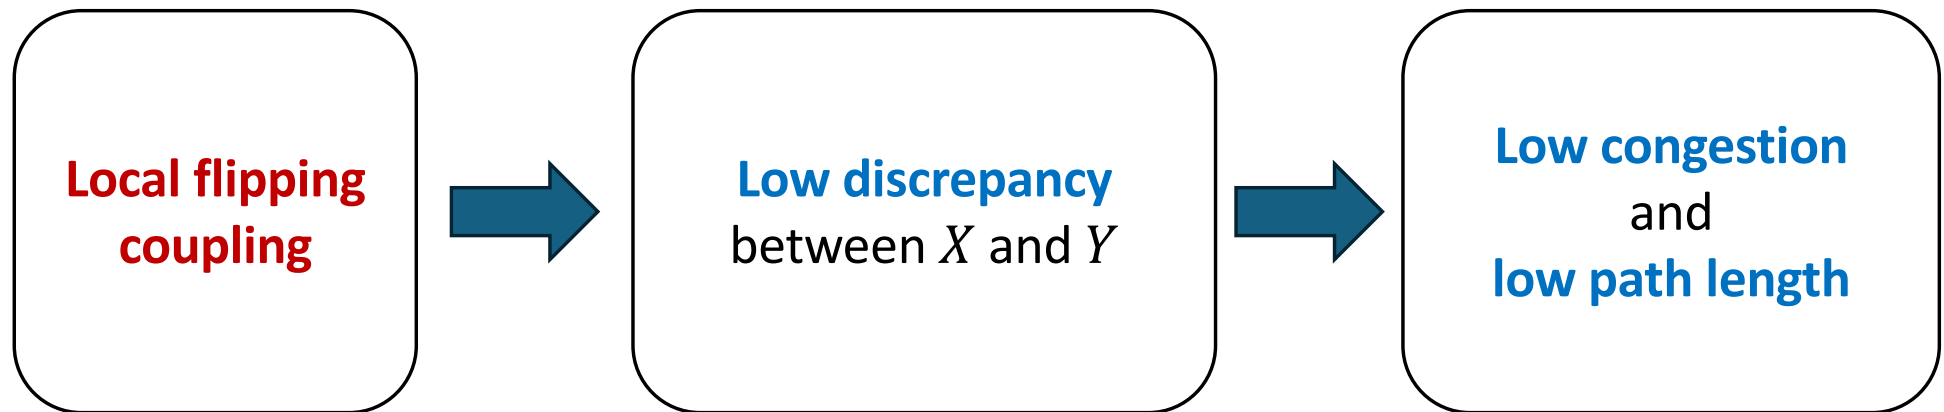 Local flipping
coupling
Low discrepancy
between X and Y
Low congestion
and
low path length